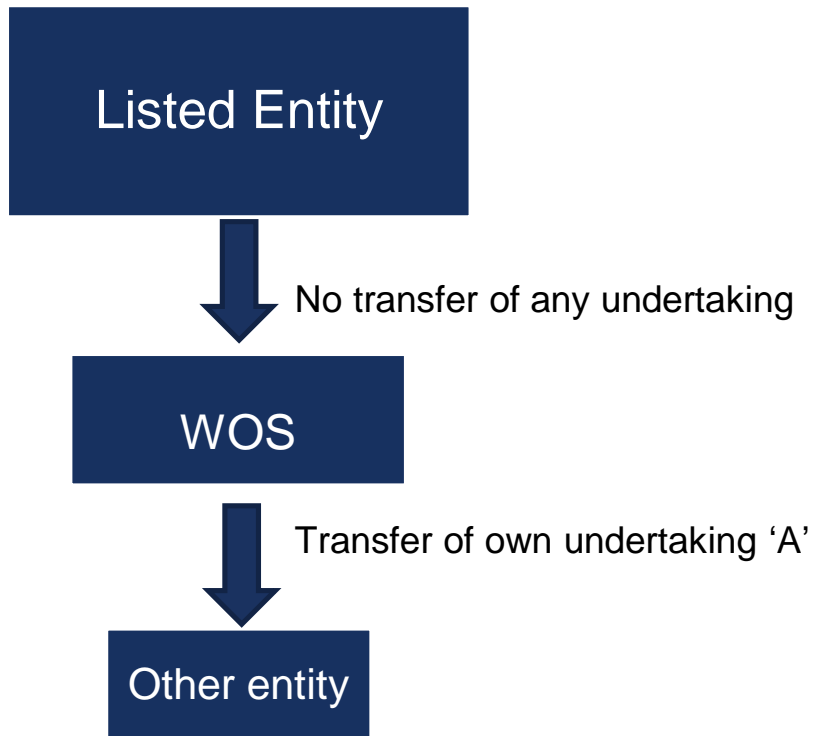 Listed Entity
No transfer of any undertaking
WOS
Transfer of own undertaking ‘A’
Other entity